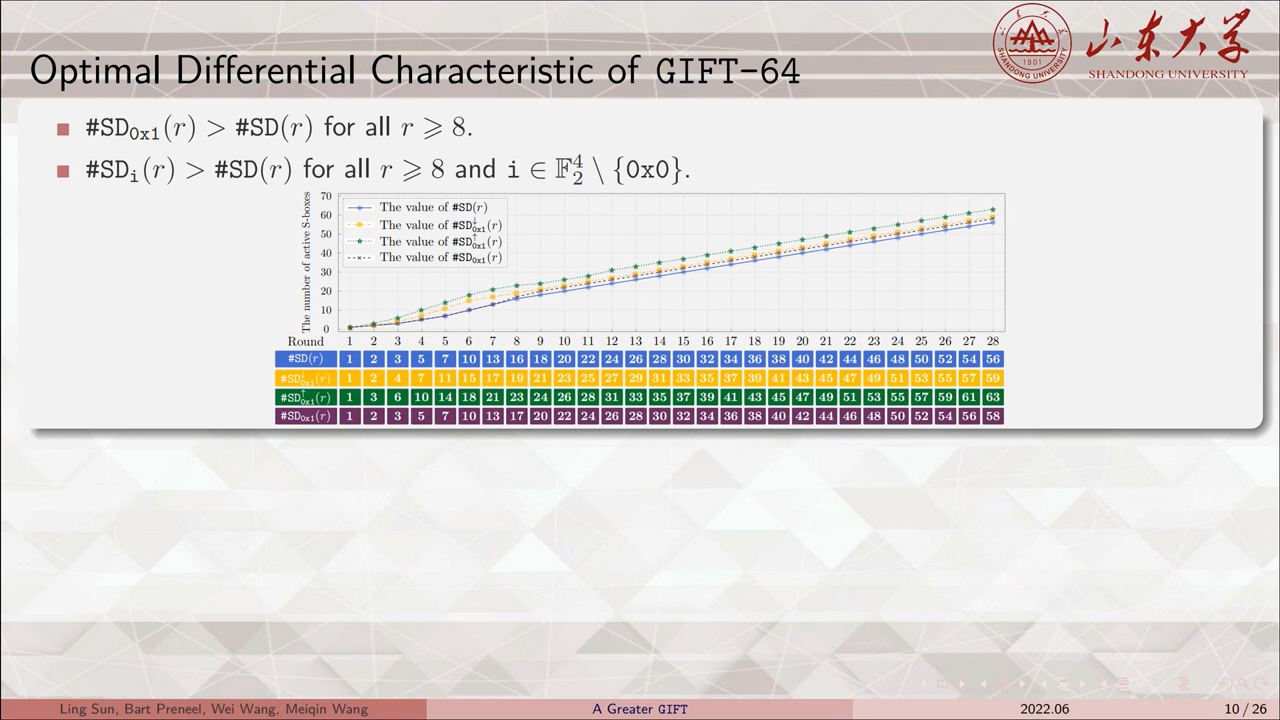 山东大学
SHANDONG UNIVERSITY
SHANDONG UNIVERSITY
1901
Optimal Differential Characteristic of GIFT-64
#SD₀ₓ₁(r) > #SD(r) for all r ⩾ 8.
#SDᵢ(r) > #SD(r) for all r ⩾ 8 and i ∈ 𝔽₂⁴ \ {0x0}.
The number of active S-boxes
70
60
50
40
30
20
10
0
The value of #SD(r)
The value of #SD↓₀ₓ₁(r)
The value of #SD↑₀ₓ₁(r)
The value of #SD₀ₓ₁(r)
Round 1 2 3 4 5 6 7 8 9 10 11 12 13 14 15 16 17 18 19 20 21 22 23 24 25 26 27 28
#SD(r) 1 2 3 5 7 10 13 16 18 20 22 24 26 28 30 32 34 36 38 40 42 44 46 48 50 52 54 56
#SD↓₀ₓ₁(r) 1 2 4 7 11 15 17 19 21 23 25 27 29 31 33 35 37 39 41 43 45 47 49 51 53 55 57 59
#SD↑₀ₓ₁(r) 1 3 6 10 14 18 21 23 24 26 28 31 33 35 37 39 41 43 45 47 49 51 53 55 57 59 61 63
#SD₀ₓ₁(r) 1 2 3 5 7 10 13 17 20 22 24 26 28 30 32 34 36 38 40 42 44 46 48 50 52 54 56 58
Ling Sun, Bart Preneel, Wei Wang, Meiqin Wang
A Greater GIFT
2022.06
10 / 26